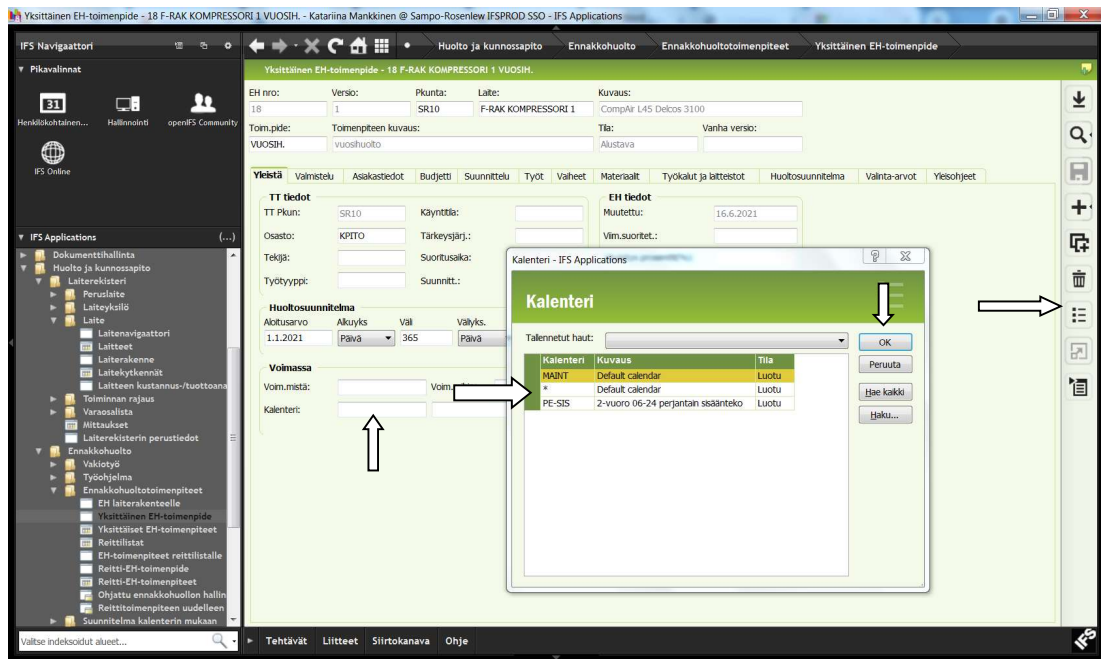 Yksittäinen EH-toimenpide - 18 F-RAK KOMPRESSORI 1 VUOSIH. - Katariina Mankkinen @ Sampo-Rosenlew IFSPROD SSO - IFS Applications
IFS Navigaattori
Huolto ja kunnossapito Ennakkohuolto Ennakkohuoltotoimenpiteet Yksittäinen EH-toimenpide
Pikavalinnat
31
Henkilökohtainen... Hallinnointi openIFS Community
IFS Online
IFS Applications (...)
Dokumenttihallinta
Huolto ja kunnossapito
Laiterekisteri
Peruslaite
Laiteyksilö
Laite
Laitenavigaattori
Laitteet
Laiterakenne
Laitekytkennät
Laitteen kustannus-/tuottoana
Toiminnan rajaus
Varaosalista
Mittaukset
Laiterekisterin perustiedot
Ennakkohuolto
Vakiotyö
Työohjelma
Ennakkohuoltotoimenpiteet
EH laiterakenteelle
Yksittäinen EH-toimenpide
Yksittäiset EH-toimenpiteet
Reittilistat
EH-toimenpiteet reittilistalle
Reitti-EH-toimenpide
Reitti-EH-toimenpiteet
Ohjattu ennakkohuollon hallin
Reittitoimenpiteen uudelleen
Suunnitelma kalenterin mukaan
Valitse indeksoidut alueet...
Yksittäinen EH-toimenpide - 18 F-RAK KOMPRESSORI 1 VUOSIH.
EH nro: Versio: Pkunta: Laite: Kuvaus:
18 1 SR10 F-RAK KOMPRESSORI 1 CompAir L45 Delcos 3100
Toim.pide: Toimenpiteen kuvaus: Tila: Vanha versio:
VUOSIH. vuosihuolto Alustava
Yleistä Valmistelu Asiakastiedot Budjetti Suunnittelu Työt Vaiheet Materiaalit Työkalut ja laitteistot Huoltosuunnitelma Valinta-arvot Yleisohjeet
TT tiedot EH tiedot
TT Pkun: SR10 Käynttila: Muutettu: 16.6.2021
Osasto: KPITO Tärkeysjärj.: Viim.suoritet.:
Tekijä: Suoritusaika:
Työtyyppi: Suunnitt.:
Huoltosuunnitelma
Aloitusarvo Alkuyks Väli Välyks.
1.1.2021 Päivä 365 Päivä
Voimassa
Voim.mistä: Voim.
Kalenteri:
Kalenteri - IFS Applications
Kalenteri
Tallennetut haut:
Kalenteri Kuvaus Tila
MAINT Default calendar Luotu
* Default calendar Luotu
PE-SIS 2-vuoro 06-24 perjantain sisäänteko Luotu
OK
Peruuta
Hae kaikki
Haku...
Tehtävät Liitteet Siirtokanava Ohje
IFS